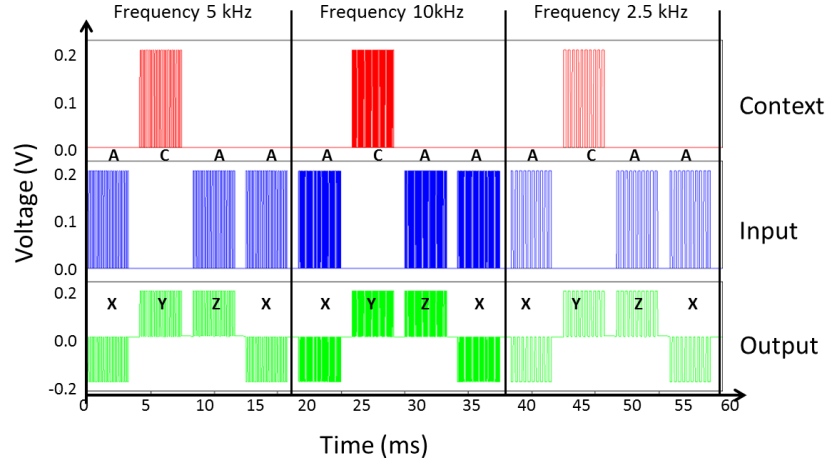 Frequency 5 kHz Frequency 10kHz Frequency 2.5 kHz
0.2
0.1
0.0
Context
A C A A A C A A A C A A
0.2
0.1
0.0
Input
Voltage (V)
0.2
0.0
-0.2
X Y Z X X Y Z X X Y Z X
Output
0 5 10 15 20 25 30 35 40 45 50 55 60
Time (ms)